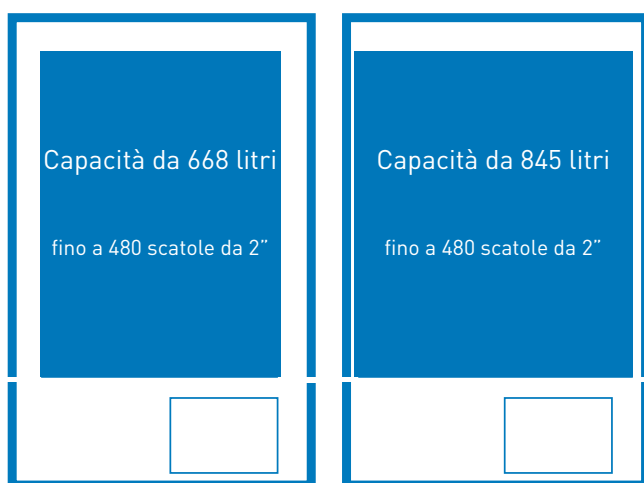 Capacità da 668 litri
fino a 480 scatole da 2”
Capacità da 845 litri
fino a 480 scatole da 2”